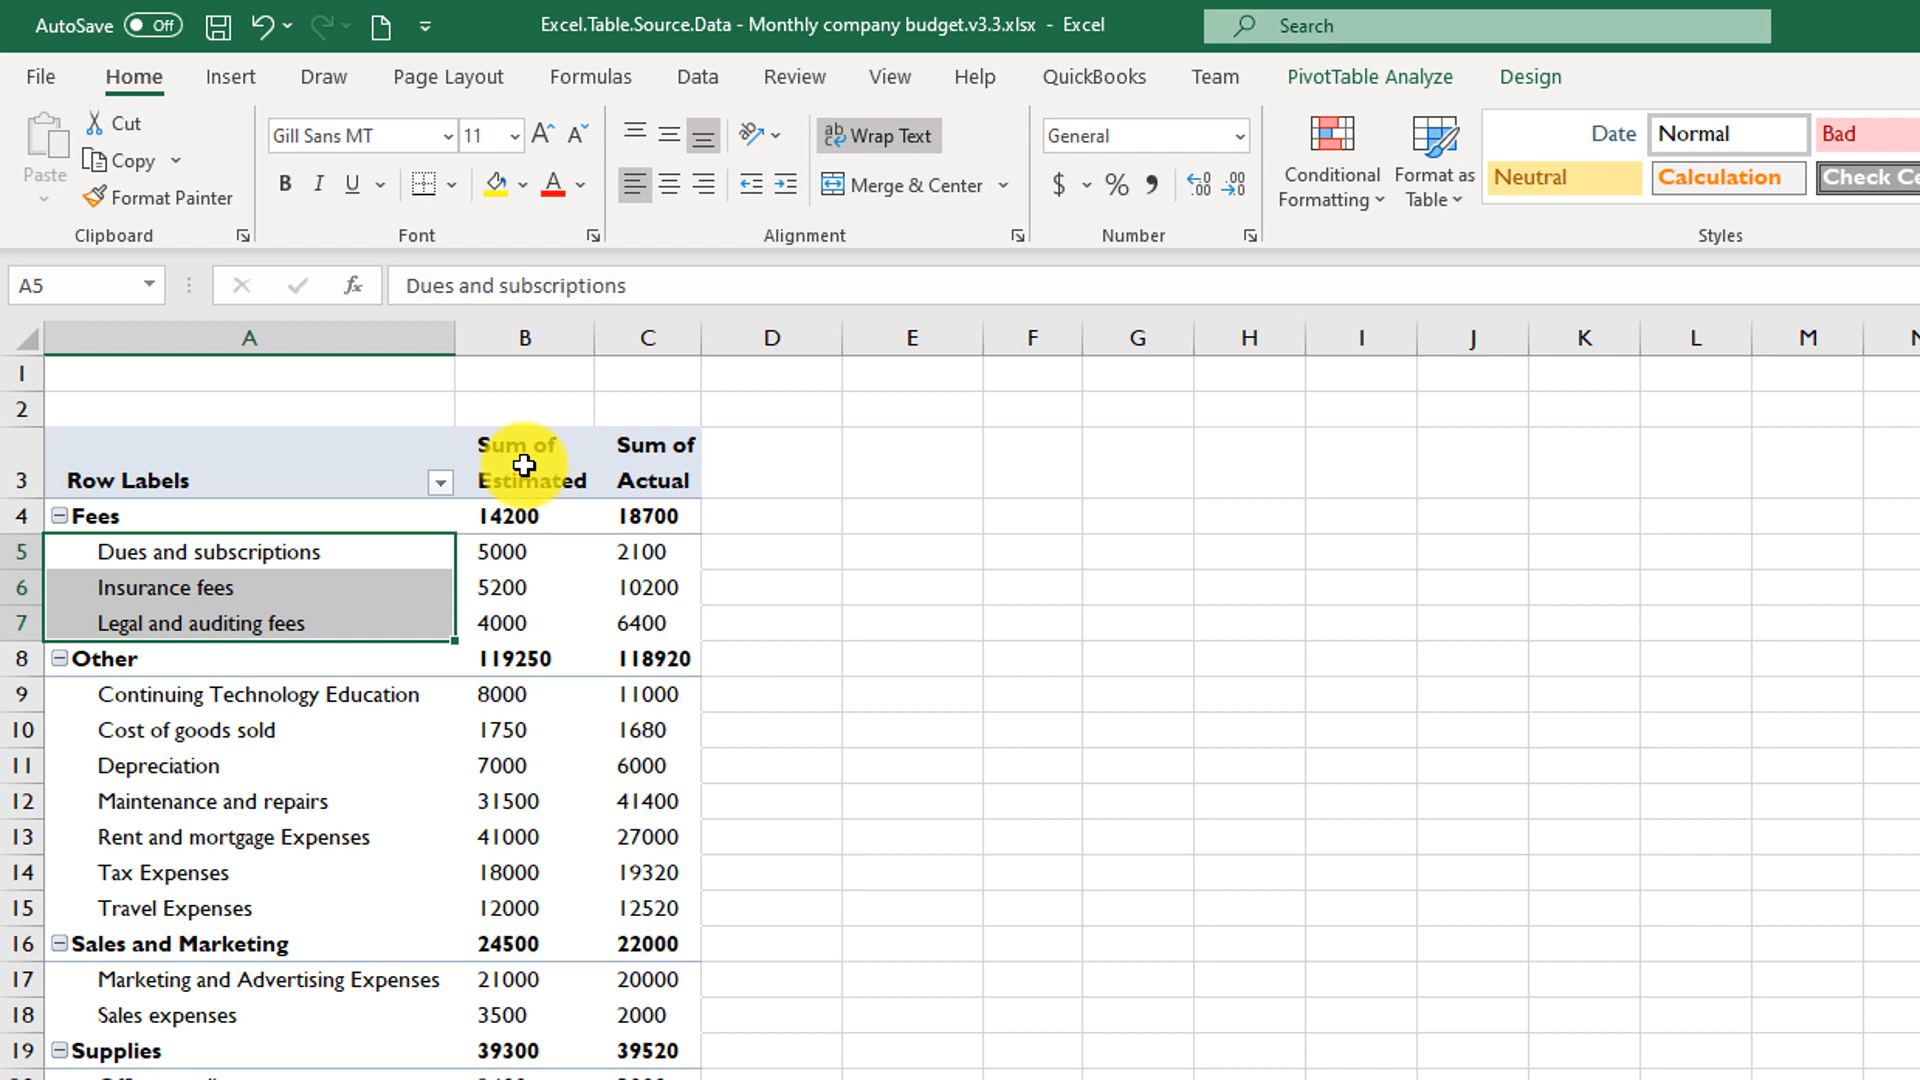 AutoSave Off Excel.Table.Source.Data - Monthly company budget.v3.3.xlsx - Excel Search
File Home Insert Draw Page Layout Formulas Data Review View Help QuickBooks Team PivotTable Analyze Design
Paste
Cut
Copy
Format Painter
Clipboard
Gill Sans MT 11 A A
B I U A
Font
ab Wrap Text
Merge & Center
Alignment
General
$ % 9 .00 .00
Number
Conditional Formatting
Format as Table
Date Normal Bad
Neutral Calculation
Styles
A5 fx Dues and subscriptions
A B C D E F G H I J K L M
1
2
3 Row Labels Sum of Estimated Sum of Actual
4 Fees 14200 18700
5 Dues and subscriptions 5000 2100
6 Insurance fees 5200 10200
7 Legal and auditing fees 4000 6400
8 Other 119250 118920
9 Continuing Technology Education 8000 11000
10 Cost of goods sold 1750 1680
11 Depreciation 7000 6000
12 Maintenance and repairs 31500 41400
13 Rent and mortgage Expenses 41000 27000
14 Tax Expenses 18000 19320
15 Travel Expenses 12000 12520
16 Sales and Marketing 24500 22000
17 Marketing and Advertising Expenses 21000 20000
18 Sales expenses 3500 2000
19 Supplies 39300 39520